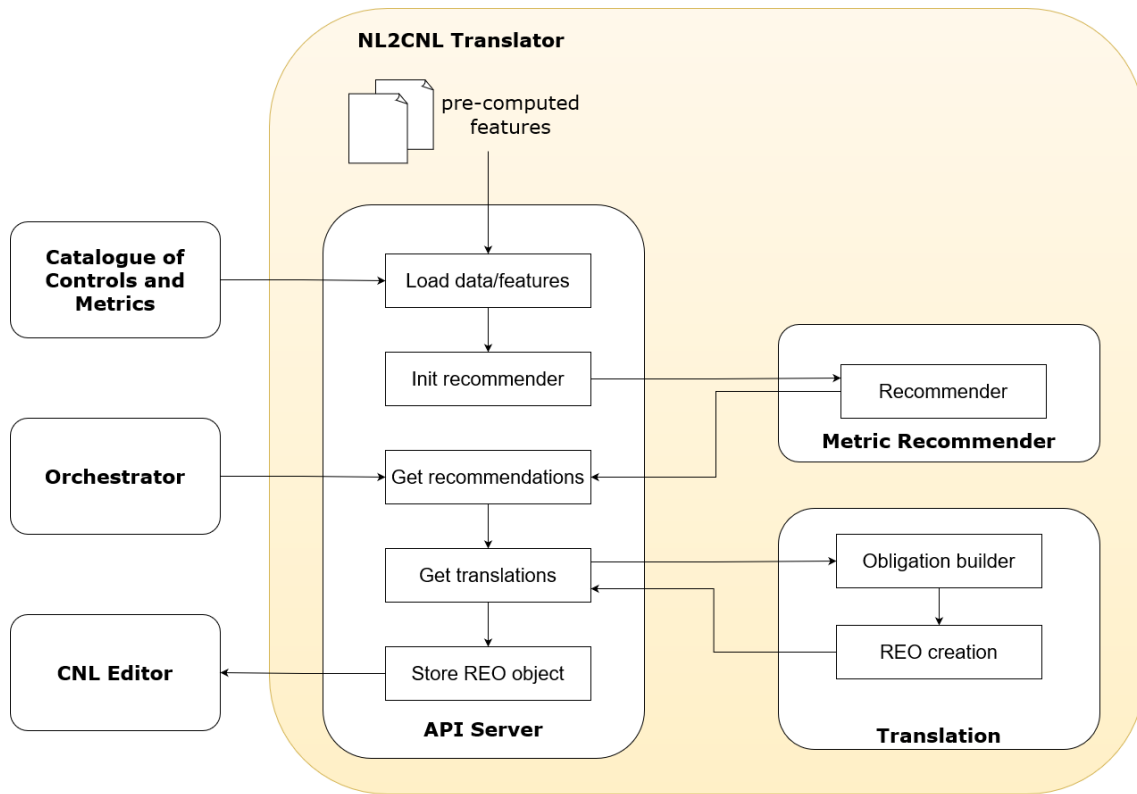 NL2CNL Translator
pre-computed
features
Catalogue of
Controls and
Metrics
Load data/features
Init recommender
Recommender
Metric Recommender
Orchestrator
Get recommendations
Get translations
Obligation builder
REO creation
Translation
CNL Editor
Store REO object
API Server